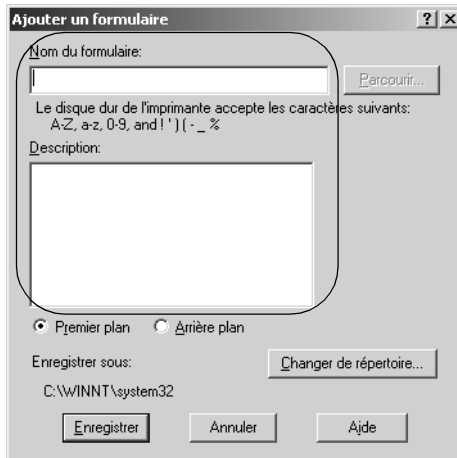 Ajouter un formulaire
Nom du formulaire:
Parcourir...
Le disque dur de l'imprimante accepte les caractères suivants:
A-Z, a-z, 0-9, and ! ' ) ( - _ %
Description:
Premier plan Arrière plan
Enregistrer sous: Changer de répertoire...
C:\WINNT\system32
Enregistrer Annuler Aide